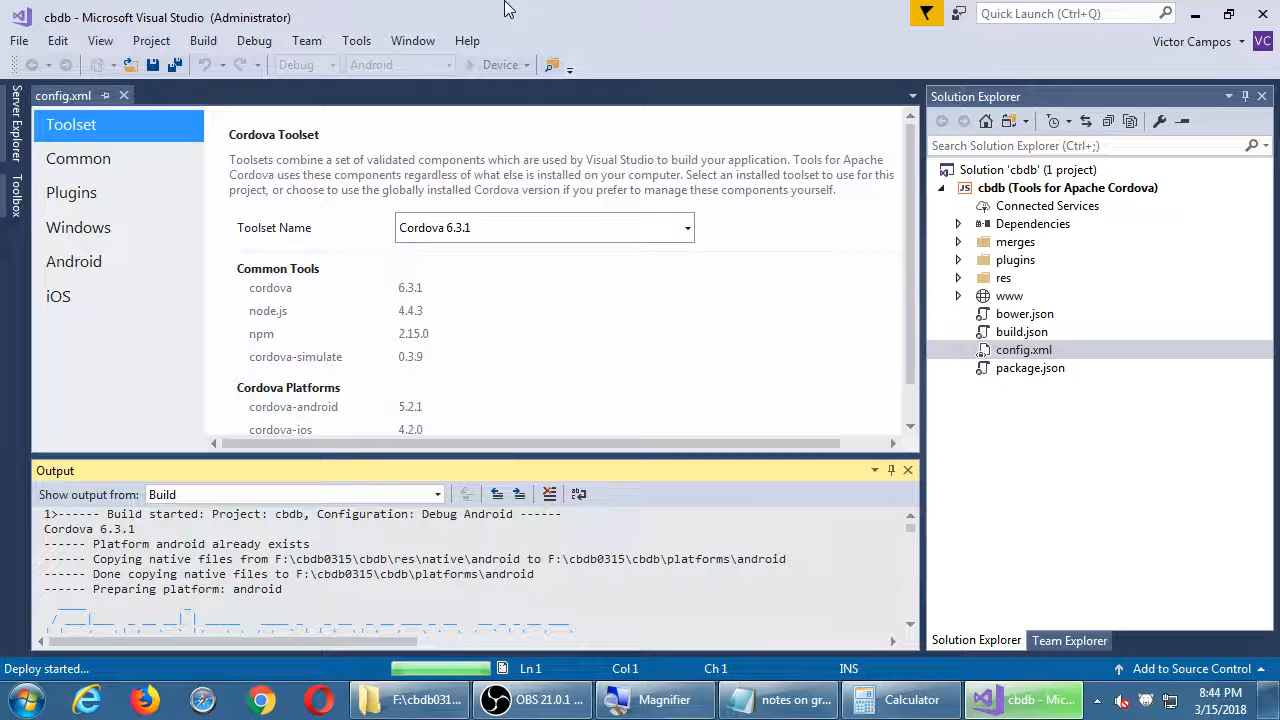 cbdb - Microsoft Visual Studio (Administrator)
Quick Launch (Ctrl+Q)
File Edit View Project Build Debug Team Tools Window Help
Victor Campos VC
Debug Android Device
Server Explorer
Toolbox
config.xml
Toolset
Common
Plugins
Windows
Android
iOS
Cordova Toolset
Toolsets combine a set of validated components which are used by Visual Studio to build your application. Tools for Apache
Cordova uses these components regardless of what else is installed on your computer. Select an installed toolset to use for this
project, or choose to use the globally installed Cordova version if you prefer to manage these components yourself.
Toolset Name Cordova 6.3.1
Common Tools
cordova 6.3.1
node.js 4.4.3
npm 2.15.0
cordova-simulate 0.3.9
Cordova Platforms
cordova-android 5.2.1
cordova-ios 4.2.0
Solution Explorer
Search Solution Explorer (Ctrl+;)
Solution 'cbdb' (1 project)
JS cbdb (Tools for Apache Cordova)
Connected Services
Dependencies
merges
plugins
res
www
bower.json
build.json
config.xml
package.json
Solution Explorer Team Explorer
Output
Show output from: Build
1>------ Build started: Project: cbdb, Configuration: Debug Android ------
Cordova 6.3.1
------ Platform android already exists
------ Copying native files from F:\cbdb0315\cbdb\res\native\android to F:\cbdb0315\cbdb\platforms\android
------ Done copying native files to F:\cbdb0315\cbdb\platforms\android
------ Preparing platform: android
Deploy started... Ln 1 Col 1 Ch 1 INS Add to Source Control
F:\cbdb031... OBS 21.0.1 ... Magnifier notes on gr... Calculator cbdb - Mic...
8:44 PM
3/15/2018